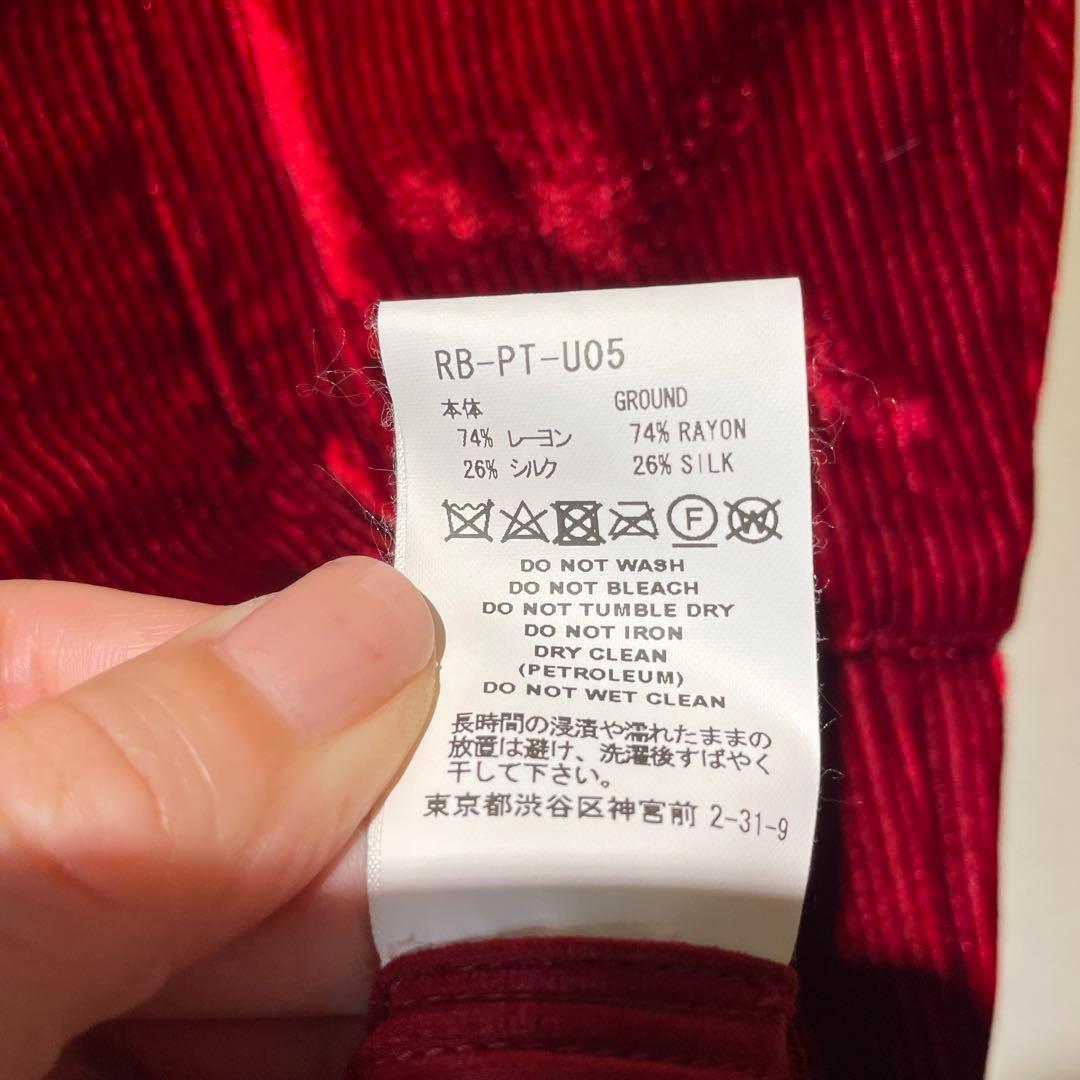 RB-PT-U05
本体 GROUND
74% レーヨン 74% RAYON
26% シルク 26% SILK
F W
DO NOT WASH
DO NOT BLEACH
DO NOT TUMBLE DRY
DO NOT IRON
DRY CLEAN
(PETROLEUM)
DO NOT WET CLEAN
長時間の浸漬や濡れたままの
放置は避け、洗濯後すばやく
干して下さい。
東京都渋谷区神宮前 2-31-9